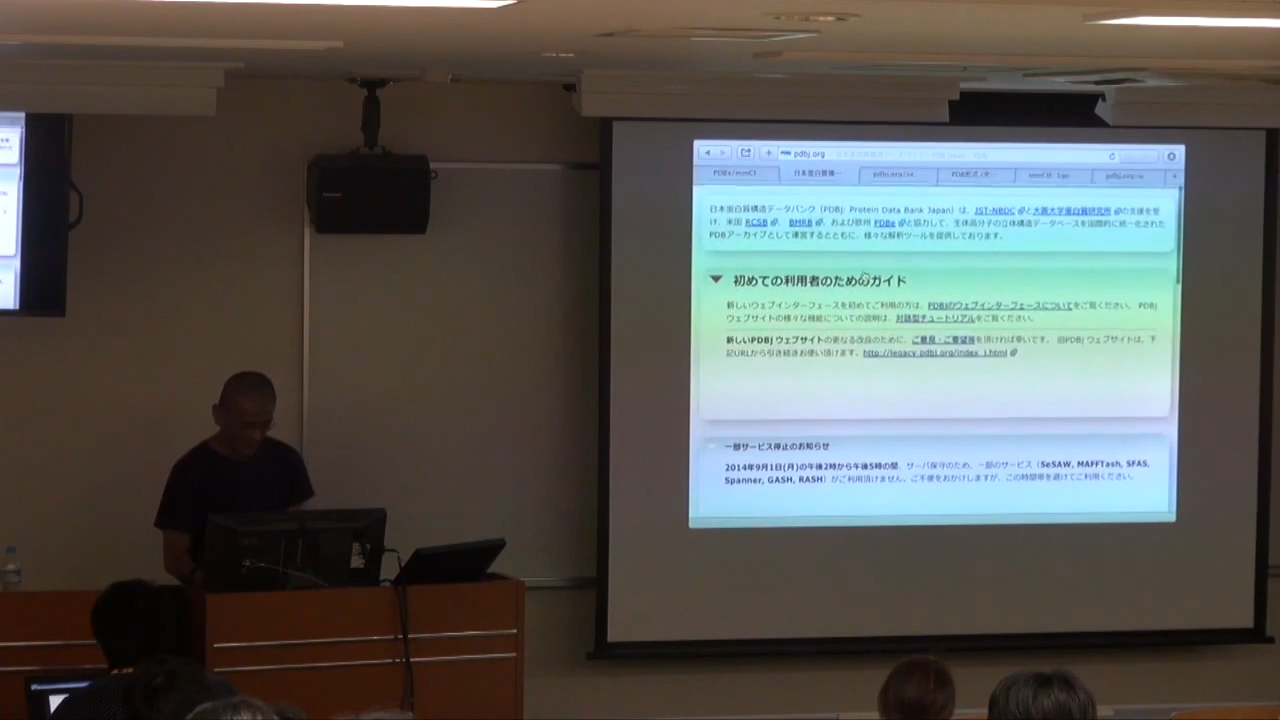 pdbj.org
PDBx/mmCI
日本蛋白質構…
pdbj.org/
PDB形式
日本蛋白質構造データバンク (PDBj: Protein Data Bank Japan) は、JST-NBDC と大阪大学蛋白質研究所 の支援を受
け、米国 RCSB 、 BMRB 、および欧州 PDBe と協力して、生体高分子の立体構造データベースを国際的に統一化された
PDBアーカイブとして運営するとともに、様々な解析ツールを提供しております。
初めての利用者のためのガイド
新しいウェブインターフェースを初めてご利用の方は、PDBjのウェブインターフェースについてをご覧ください。 PDBj
ウェブサイトの様々な機能についての説明は、対話型チュートリアルをご覧ください。
新しいPDBj ウェブサイトの更なる改良のために、ご意見・ご要望等を頂ければ幸いです。 旧PDBj ウェブサイトは、下
記URLから引き続きお使い頂けます。http://legacy.pdbj.org/index_j.html
一部サービス停止のお知らせ
2014年9月1日(月)の午後2時から午後5時の間、サーバ保守のため、一部のサービス（SeSAW, MAFFTash, SFAS,
Spanner, GASH, RASH）がご利用頂けません。ご不便をおかけしますが、この時間帯を避けてご利用ください。